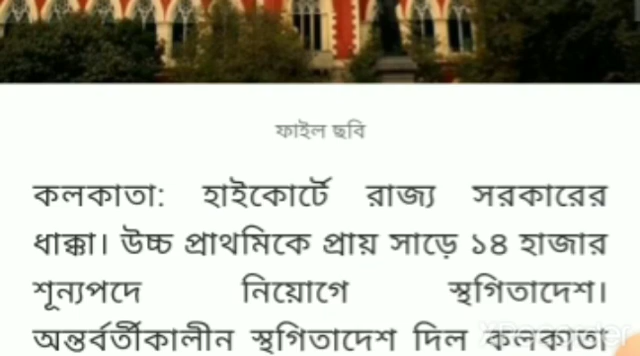 ফাইল ছবি
কলকাতা: হাইকোর্টে রাজ্য সরকারের
ধাক্কা। উচ্চ প্রাথমিকে প্রায় সাড়ে ১৪ হাজার
শূন্যপদে নিয়োগে স্থগিতাদেশ।
অন্তর্বর্তীকালীন স্থগিতাদেশ দিল কলকাতা